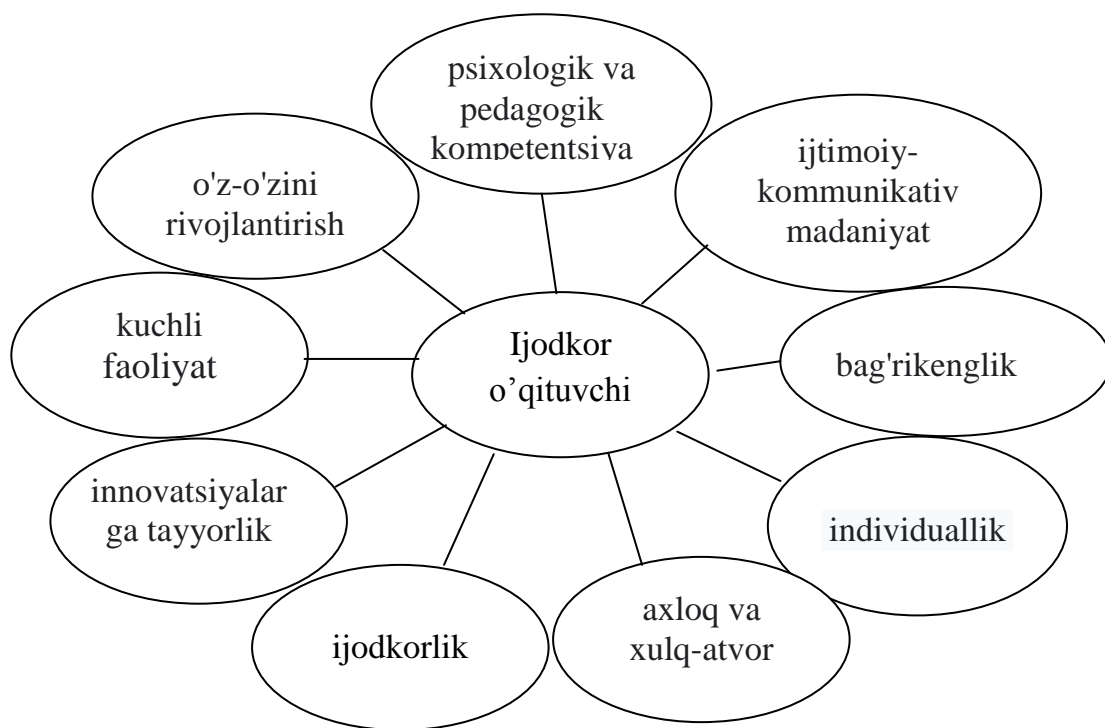 psixologik va
pedagogik
kompetentsiya
ijtimoiy-
kommunikativ
madaniyat
o'z-o'zini
rivojlantirish
kuchli
faoliyat
Ijodkor
o’qituvchi
bag'rikenglik
innovatsiyalar
ga tayyorlik
individuallik
ijodkorlik
axloq va
xulq-atvor